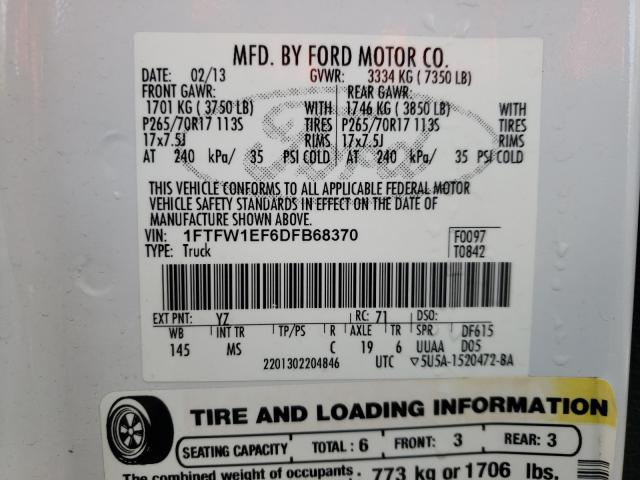 MFD. BY FORD MOTOR CO.
DATE: 02/13 GVWR: 3334 KG ( 7350 LB)
FRONT GAWR: REAR GAWR:
1701 KG ( 3750 LB) WITH 1746 KG ( 3850 LB) WITH
P265/70R17 113S TIRES P265/70R17 113S TIRES
17x7.5J RIMS 17x7.5J RIMS
AT 240 kPa/ 35 PSI COLD AT 240 kPa/ 35 PSI COLD
Ford
THIS VEHICLE CONFORMS TO ALL APPLICABLE FEDERAL MOTOR
VEHICLE SAFETY STANDARDS IN EFFECT ON THE DATE OF
MANUFACTURE SHOWN ABOVE.
VIN: 1FTFW1EF6DFB68370 F0097
TYPE: Truck T0842
EXT PNT: YZ RC: 71 DSO:
WB INT TR TP/PS R AXLE TR SPR DF615
145 MS C 19 6 UUAA D05
2201302204846 UTC ▽5U5A-1520472-BA
TIRE AND LOADING INFORMATION
SEATING CAPACITY TOTAL: 6 FRONT: 3 REAR: 3
The combined weight of occupants 773 kg or 1706 lbs.